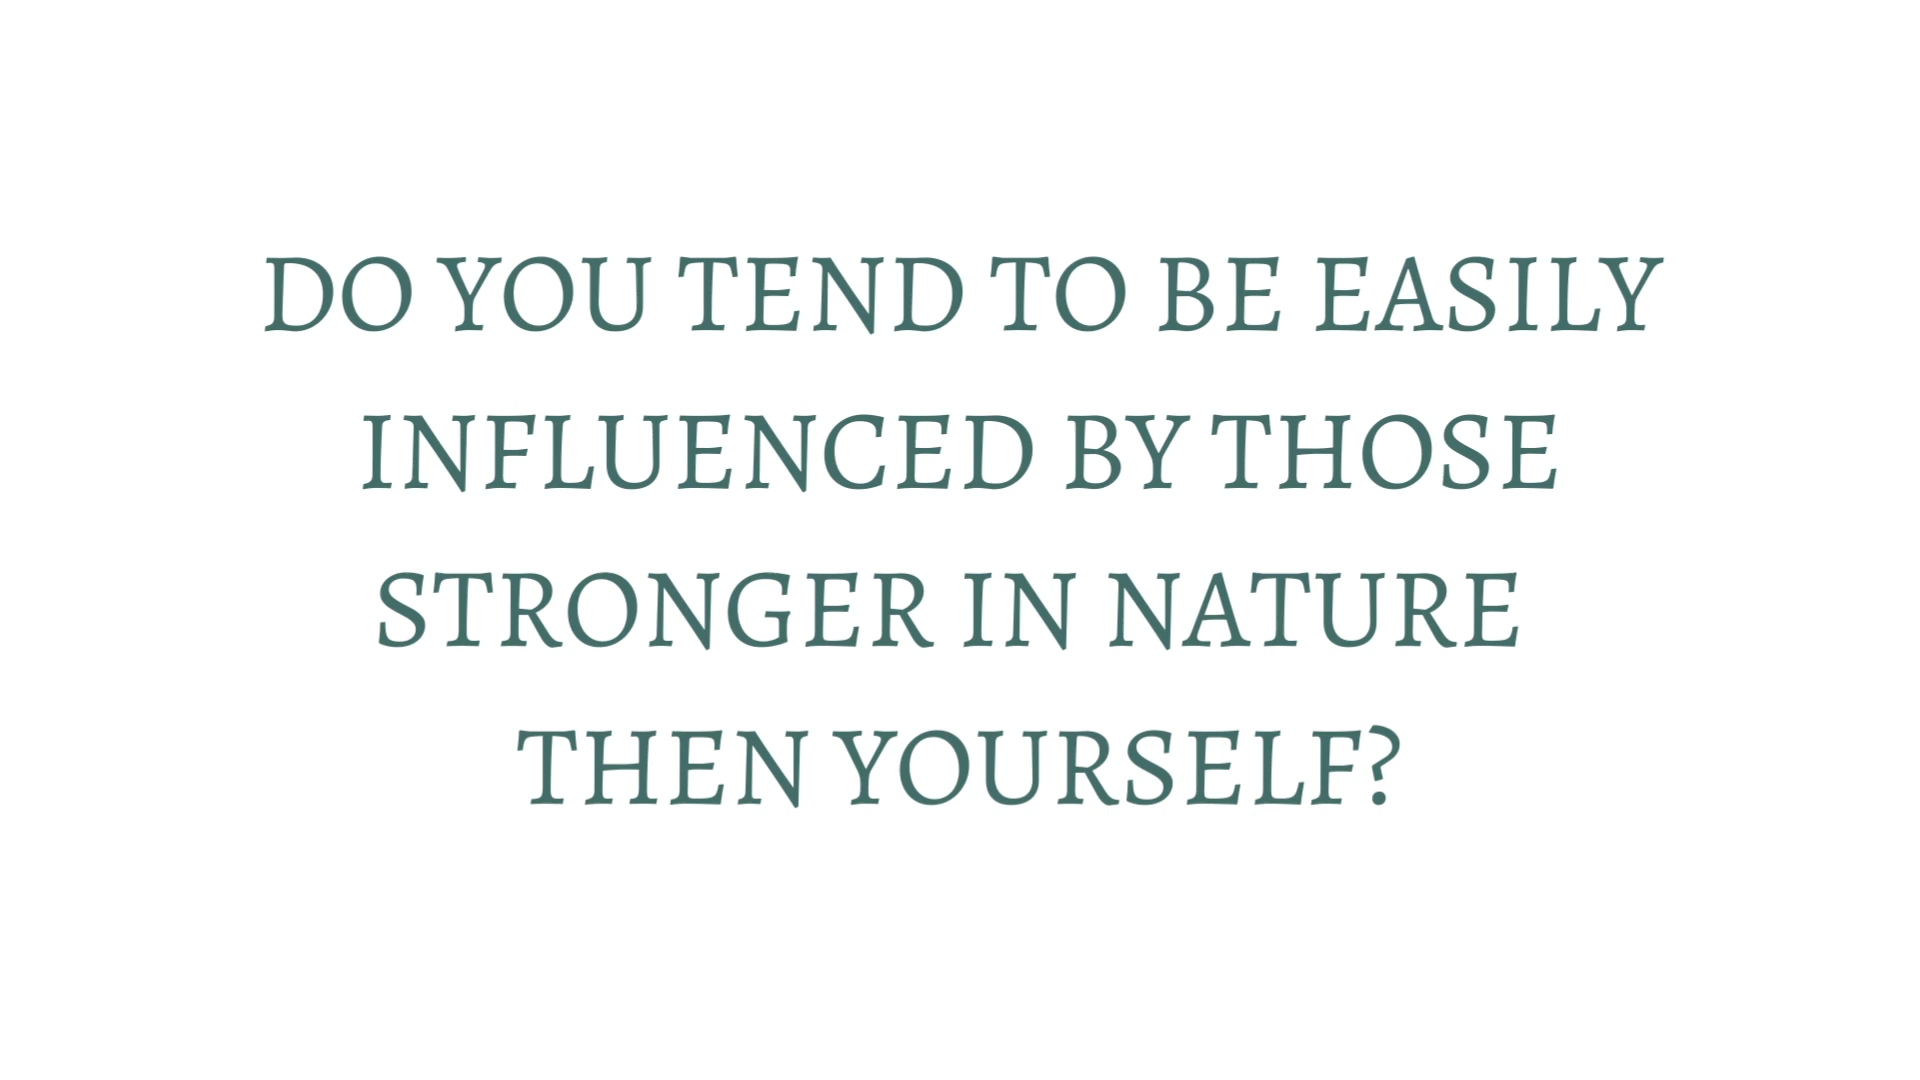 DO YOU TEND TO BE EASILY
INFLUENCED BY THOSE
STRONGER IN NATURE
THEN YOURSELF?